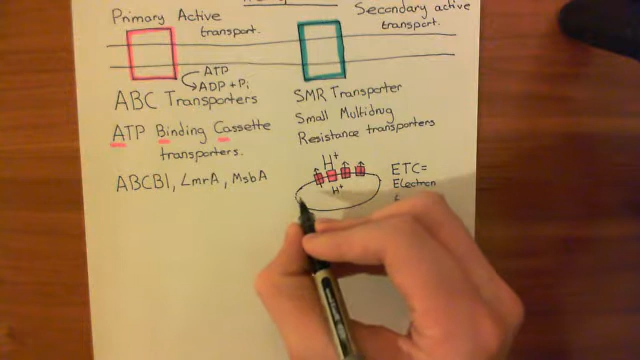 Primary Active
transport.
ATP
ADP + Pi
ABC Transporters
ATP Binding Cassette
transporters.
ABCB1, LmrA, MsbA
Secondary active
transport.
SMR Transporter
Small Multidrug
Resistance transporters
H+
H+
ETC=
Electron
t